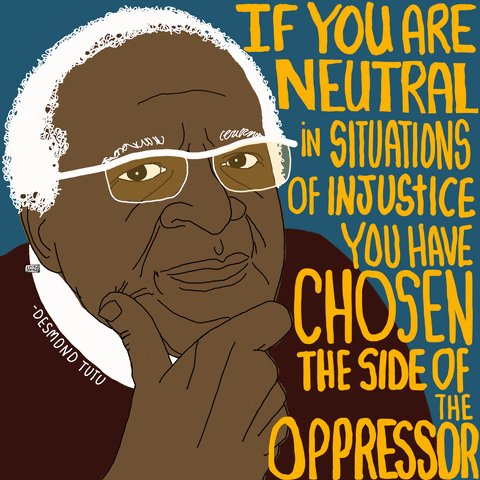 IF YOU ARE
NEUTRAL
in SITUATIONS
OF INJUSTICE
YOU HAVE
CHOSEN
THE SIDE OF
THE
OPPRESSOR
-DESMOND TUTU